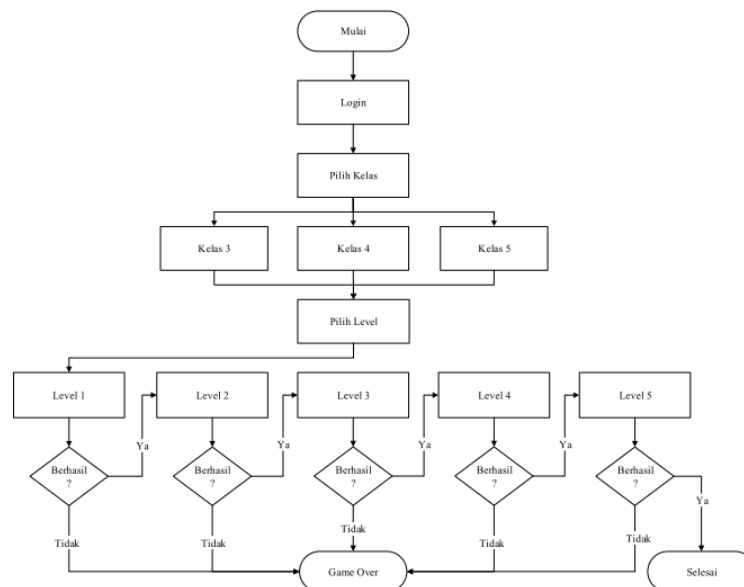 Mulai
Login
Pilih Kelas
Kelas 3
Kelas 4
Kelas 5
Pilih Level
Level 1
Level 2
Level 3
Level 4
Level 5
Ya
Ya
Ya
Ya
Berhasil
?
Berhasil
?
Berhasil
?
Berhasil
?
Berhasil
?
Ya
Tidak
Tidak
Tidak
Tidak
Tidak
Game Over
Selesai